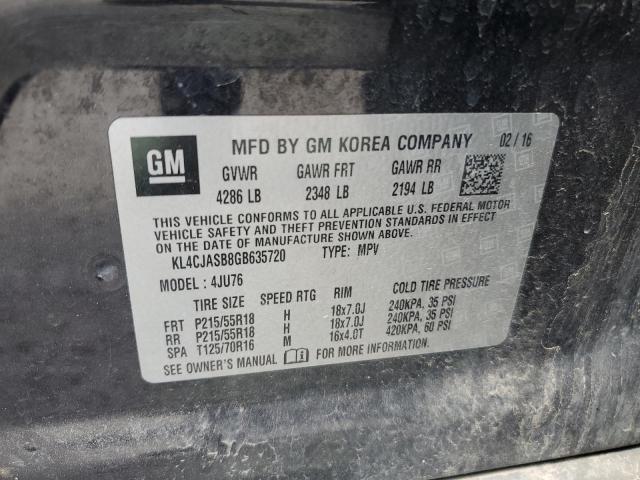 GM MFD BY GM KOREA COMPANY 02 / 16
GVWR GAWR FRT GAWR RR
4286 LB 2348 LB 2194 LB
THIS VEHICLE CONFORMS TO ALL APPLICABLE U.S. FEDERAL MOTOR
VEHICLE SAFETY AND THEFT PREVENTION STANDARDS IN EFFECT
ON THE DATE OF MANUFACTURE SHOWN ABOVE.
KL4CJASB8GB635720 TYPE: MPV
MODEL : 4JU76
TIRE SIZE SPEED RTG RIM COLD TIRE PRESSURE
FRT P215/55R18 H 18x7.0J 240KPA, 35 PSI
RR P215/55R18 H 18x7.0J 240KPA, 35 PSI
SPA T125/70R16 M 16x4.0T 420KPA, 60 PSI
SEE OWNER'S MANUAL FOR MORE INFORMATION.